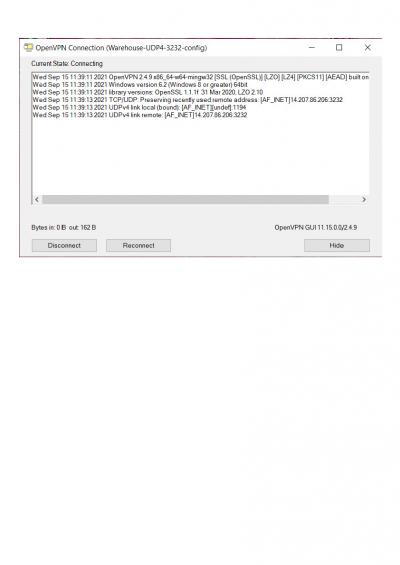 OpenVPN Connection (Warehouse-UDP4-3232-config)
Current State: Connecting
Wed Sep 15 11:39:11 2021 OpenVPN 2.4.9 x86_64-w64-mingw32 [SSL (OpenSSL)] [LZO] [LZ4] [PKCS11] [AEAD] built on
Wed Sep 15 11:39:11 2021 Windows version 6.2 (Windows 8 or greater) 64bit
Wed Sep 15 11:39:11 2021 library versions: OpenSSL 1.1.1f 31 Mar 2020, LZO 2.10
Wed Sep 15 11:39:13 2021 TCP/UDP: Preserving recently used remote address: [AF_INET]14.207.86.206:3232
Wed Sep 15 11:39:13 2021 UDPv4 link local (bound): [AF_INET][undef]:1194
Wed Sep 15 11:39:13 2021 UDPv4 link remote: [AF_INET]14.207.86.206:3232
Bytes in: 0 B out: 162 B
OpenVPN GUI 11.15.0.0/2.4.9
Disconnect
Reconnect
Hide